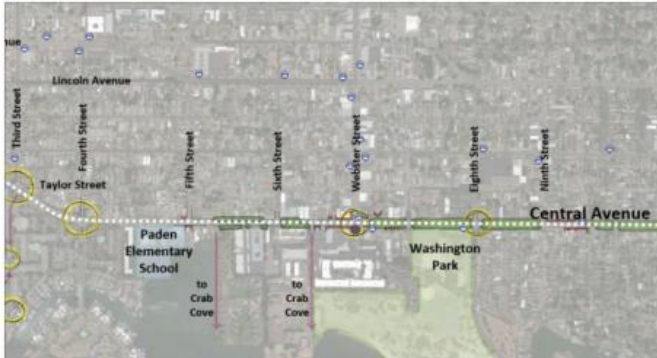 nue
Lincoln Avenue
Third Street
Fourth Street
Fifth Street
Sixth Street
Webster Street
Eighth Street
Ninth Street
Taylor Street
Central Avenue
Paden
Elementary
School
Washington
Park
to
Crab
Cove
to
Crab
Cove